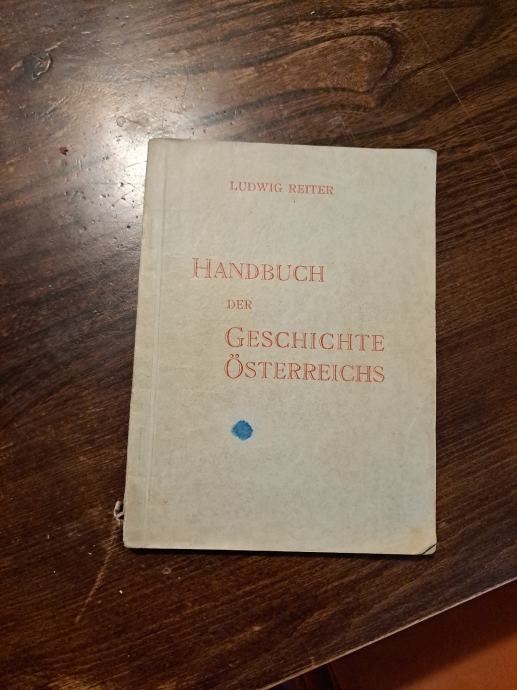 LUDWIG REITER
HANDBUCH
DER
GESCHICHTE
ÖSTERREICHS